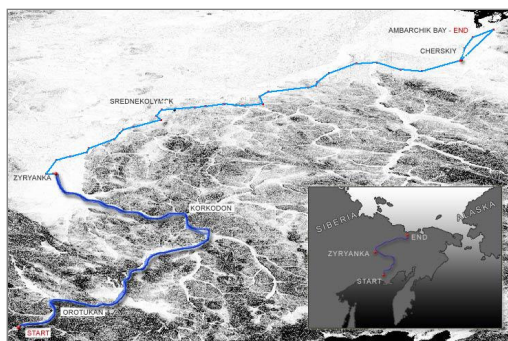 AMBARCHIK BAY - END
CHERSKIY
SREDNEKOLYMSK
ZYRYANKA
KORKODON
OROTUKAN
START
SIBERIA
ALASKA
END
ZYRYANKA
START